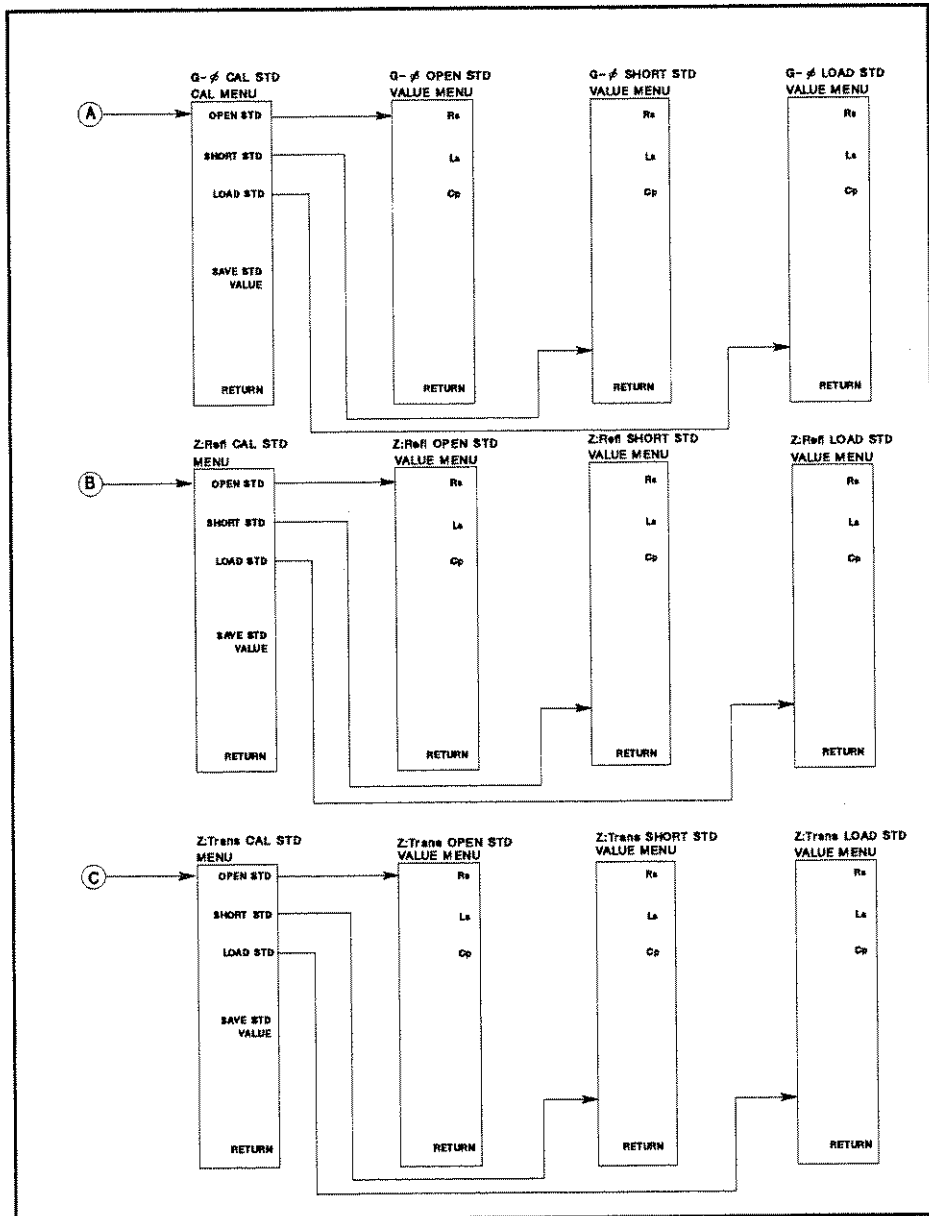 G-ø CAL STD
CAL MENU
G-ø OPEN STD
VALUE MENU
G-ø SHORT STD
VALUE MENU
G-ø LOAD STD
VALUE MENU
A
OPEN STD
SHORT STD
LOAD STD
SAVE STD
VALUE
RETURN
Rs
Ls
Cp
RETURN
Rs
Ls
Cp
RETURN
Rs
Ls
Cp
RETURN
Z:Refl CAL STD
MENU
Z:Refl OPEN STD
VALUE MENU
Z:Refl SHORT STD
VALUE MENU
Z:Refl LOAD STD
VALUE MENU
B
OPEN STD
SHORT STD
LOAD STD
SAVE STD
VALUE
RETURN
Rs
Ls
Cp
RETURN
Rs
Ls
Cp
RETURN
Rs
Ls
Cp
RETURN
Z:Trans CAL STD
MENU
Z:Trans OPEN STD
VALUE MENU
Z:Trans SHORT STD
VALUE MENU
Z:Trans LOAD STD
VALUE MENU
C
OPEN STD
SHORT STD
LOAD STD
SAVE STD
VALUE
RETURN
Rs
Ls
Cp
RETURN
Rs
Ls
Cp
RETURN
Rs
Ls
Cp
RETURN